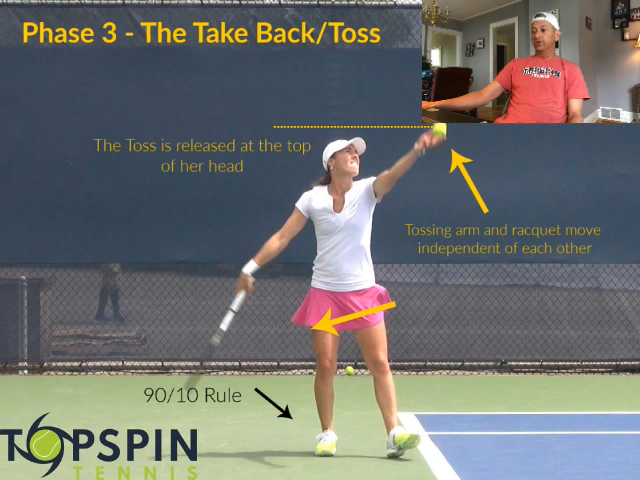 Phase 3 - The Take Back/Toss
TOPSPIN
The Toss is released at the top
of her head
Tossing arm and racquet move
independent of each other
90/10 Rule
TOPSPIN
TENNIS